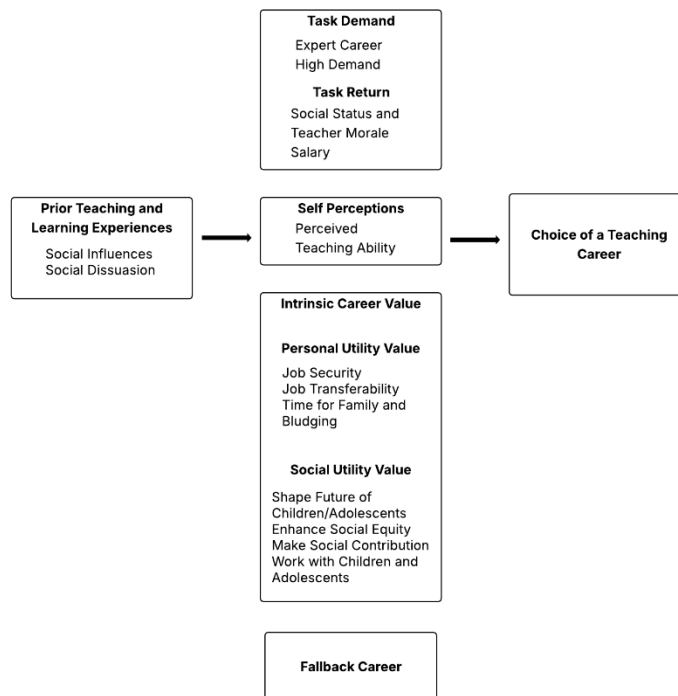 Task Demand
Expert Career
High Demand
Task Return
Social Status and
Teacher Morale
Salary
Prior Teaching and
Learning Experiences
Social Influences
Social Dissuasion
Self Perceptions
Perceived
Teaching Ability
Choice of a Teaching
Career
Intrinsic Career Value
Personal Utility Value
Job Security
Job Transferability
Time for Family and
Bludging
Social Utility Value
Shape Future of
Children/Adolescents
Enhance Social Equity
Make Social Contribution
Work with Children and
Adolescents
Fallback Career